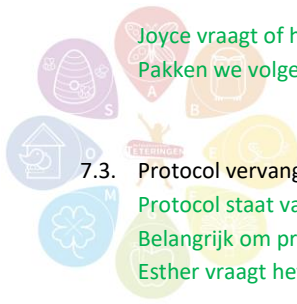 Joyce vraagt of h
Pakken we volge
S
A
B
O
ETERINGEN
7.3. Protocol vervang
M
Protocol staat va
Belangrijk om pr
Esther vraagt he